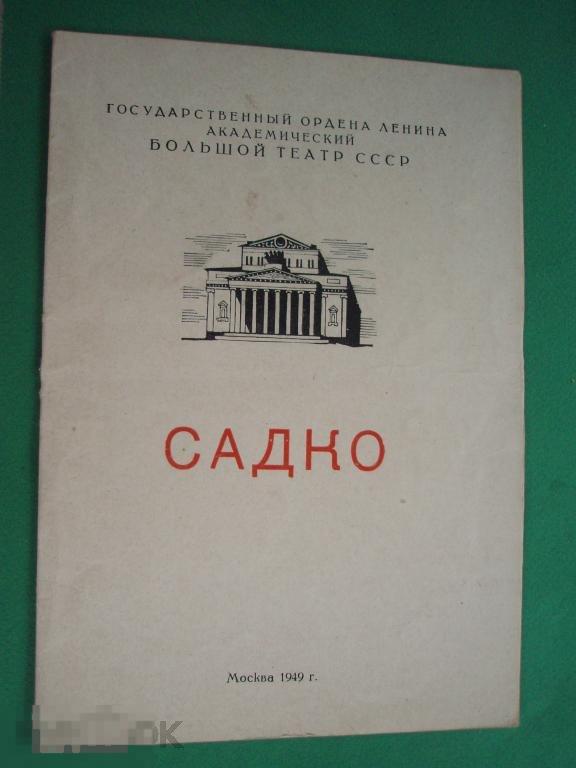 ГОСУДАРСТВЕННЫЙ ОРДЕНА ЛЕНИНА
АКАДЕМИЧЕСКИЙ
БОЛЬШОЙ ТЕАТР СССР
САДКО
Москва 1949 г.